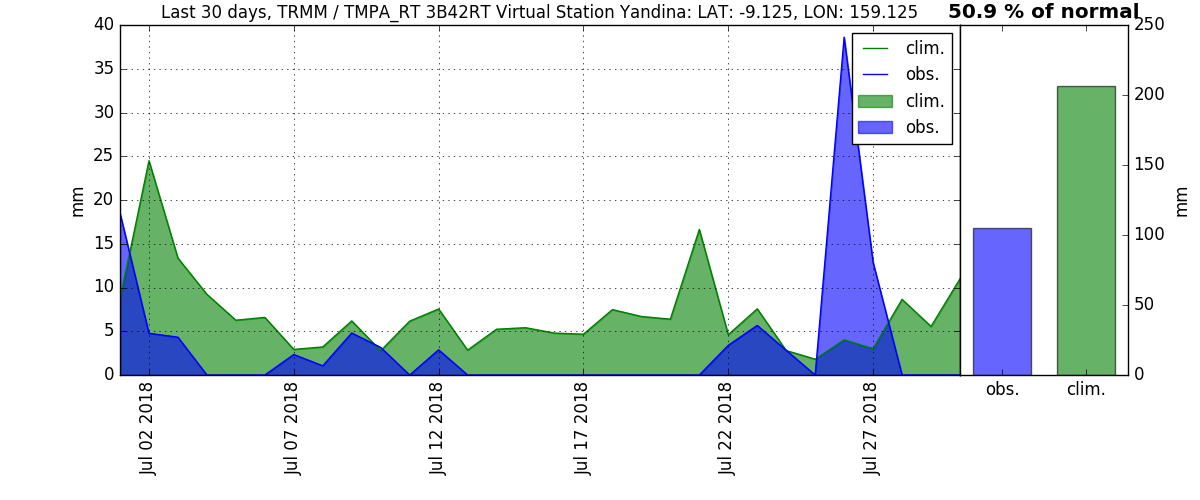 Last 30 days, TRMM / TMPA_RT 3B42RT Virtual Station Yandina: LAT: -9.125, LON: 159.125
50.9 % of normal
40
35
30
25
20
15
10
5
0
mm
Jul 02 2018
Jul 07 2018
Jul 12 2018
Jul 17 2018
Jul 22 2018
Jul 27 2018
clim.
obs.
clim.
obs.
250
200
150
100
50
0
mm
obs.
clim.